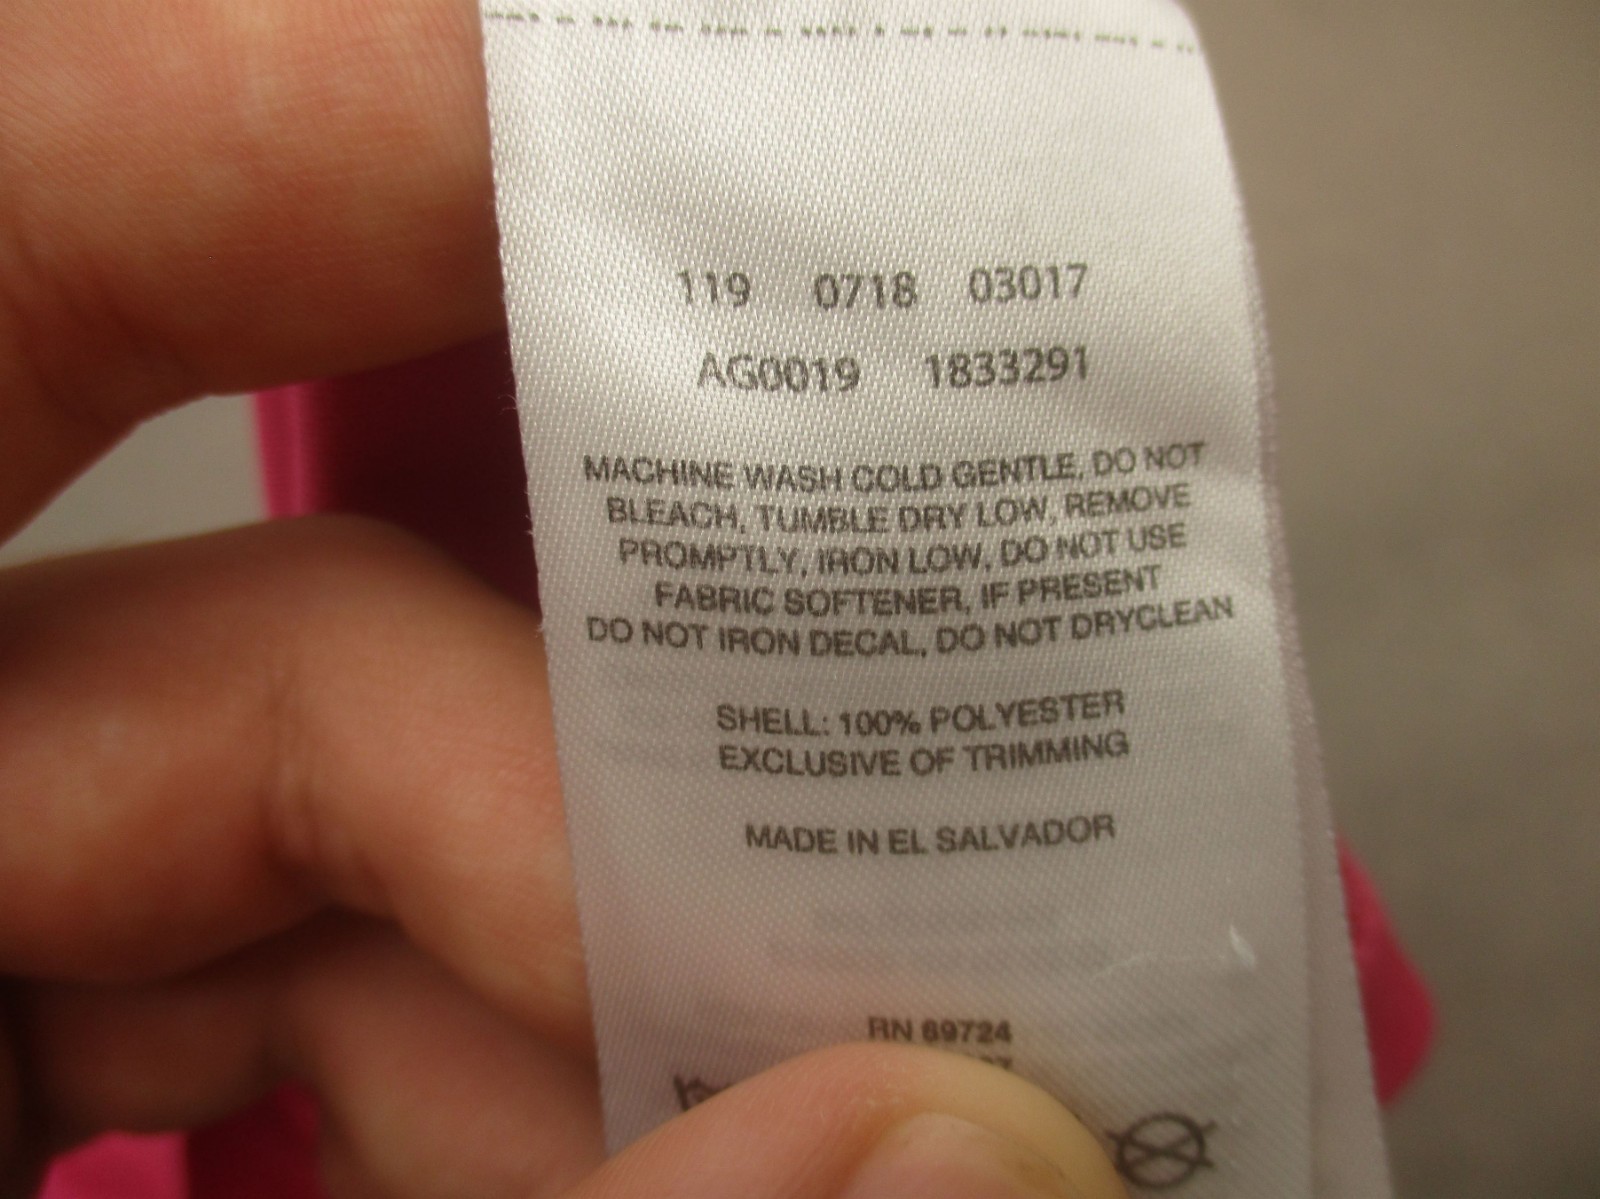 119 0718 03017
AG0019 1833291
MACHINE WASH COLD GENTLE, DO NOT
BLEACH, TUMBLE DRY LOW, REMOVE
PROMPTLY, IRON LOW, DO NOT USE
FABRIC SOFTENER, IF PRESENT
DO NOT IRON DECAL, DO NOT DRYCLEAN
SHELL: 100% POLYESTER
EXCLUSIVE OF TRIMMING
MADE IN EL SALVADOR
RN 69724